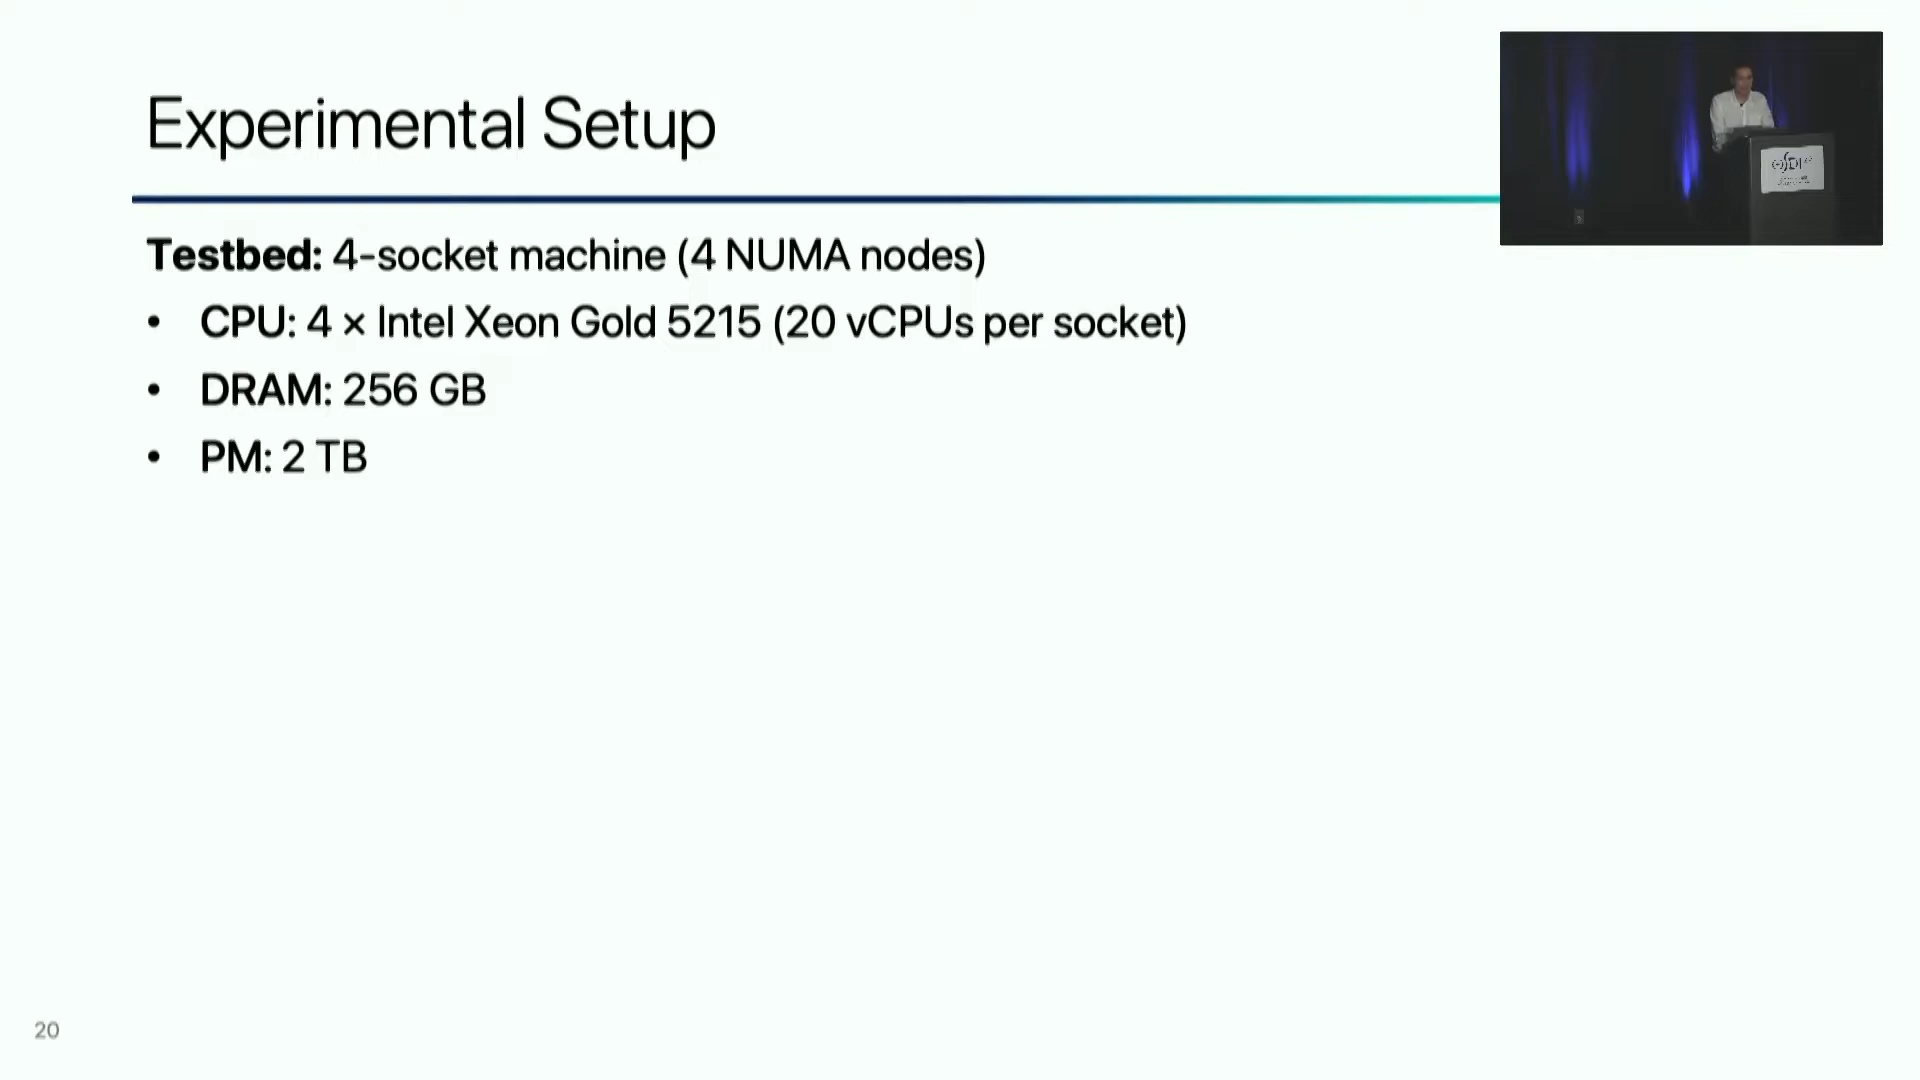 Experimental Setup
Testbed: 4-socket machine (4 NUMA nodes)
• CPU: 4 × Intel Xeon Gold 5215 (20 vCPUs per socket)
• DRAM: 256 GB
• PM: 2 TB
20